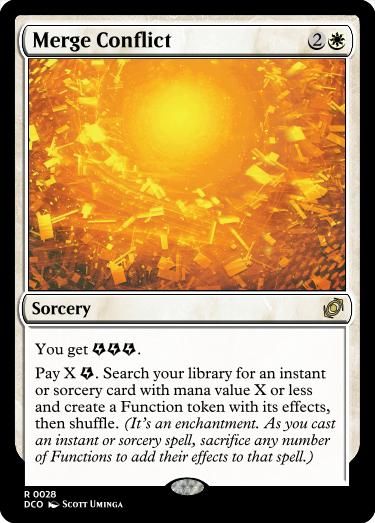 Merge Conflict 2
Sorcery
You get .
Pay X . Search your library for an instant
or sorcery card with mana value X or less
and create a Function token with its effects,
then shuffle. (It's an enchantment. As you cast
an instant or sorcery spell, sacrifice any number
of Functions to add their effects to that spell.)
R 0028
DCO Scott Uminga